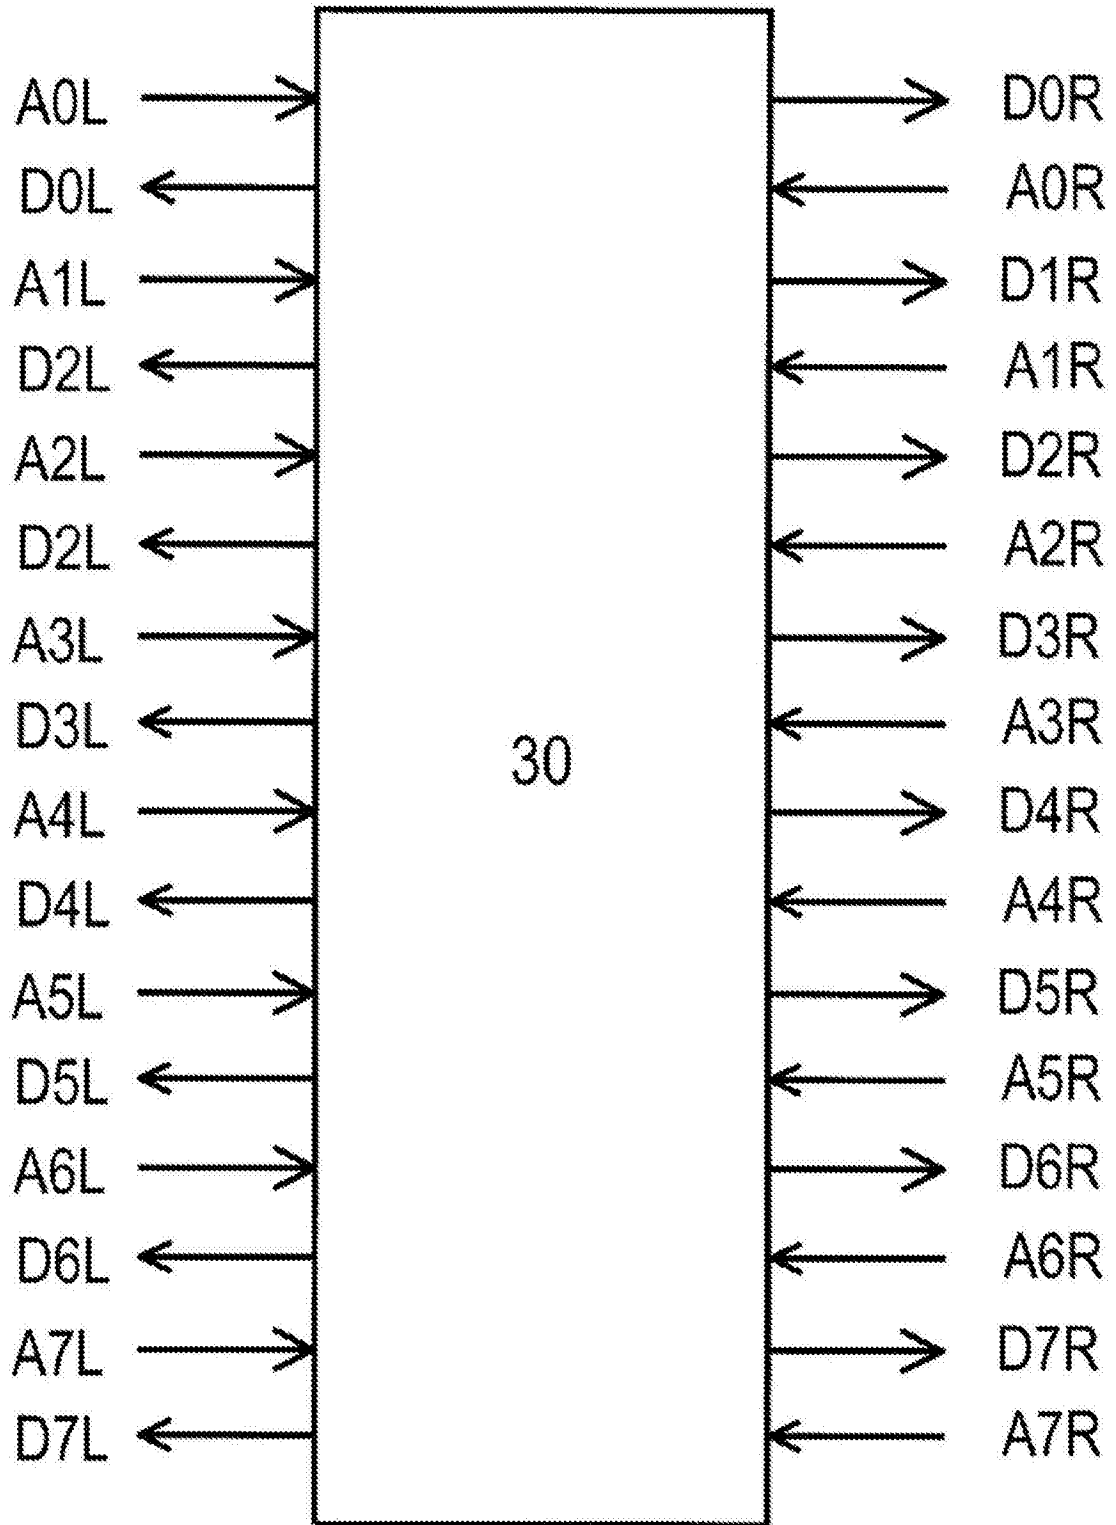 A0L D0R
D0L A0R
A1L D1R
D2L A1R
A2L D2R
D2L A2R
A3L D3R
D3L A3R
30
A4L D4R
D4L A4R
A5L D5R
D5L A5R
A6L D6R
D6L A6R
A7L D7R
D7L A7R